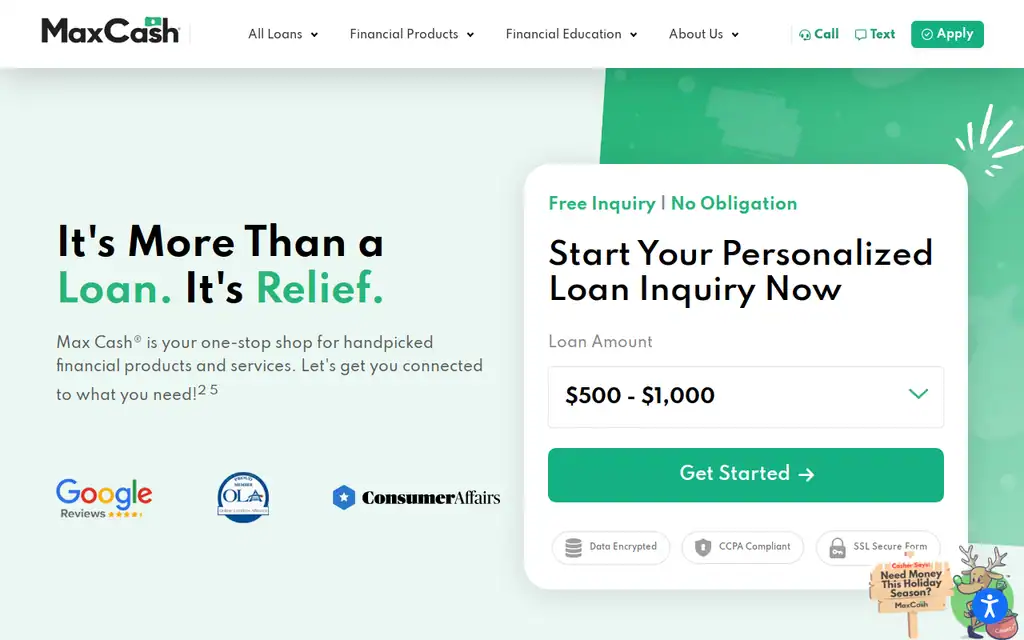 MaxCash
All Loans
Financial Products
Financial Education
About Us
Call
Text
Apply
It's More Than a
Loan. It's Relief.
Max Cash® is your one-stop shop for handpicked
financial products and services. Let's get you connected
to what you need!2 5
Google
Reviews
OLA
ConsumerAffairs
Free Inquiry | No Obligation
Start Your Personalized
Loan Inquiry Now
Loan Amount
$500 - $1,000
Get Started →
Data Encrypted
CCPA Compliant
SSL Secure Form
Casher Says:
Need Money
This Holiday
Season?
MaxCash